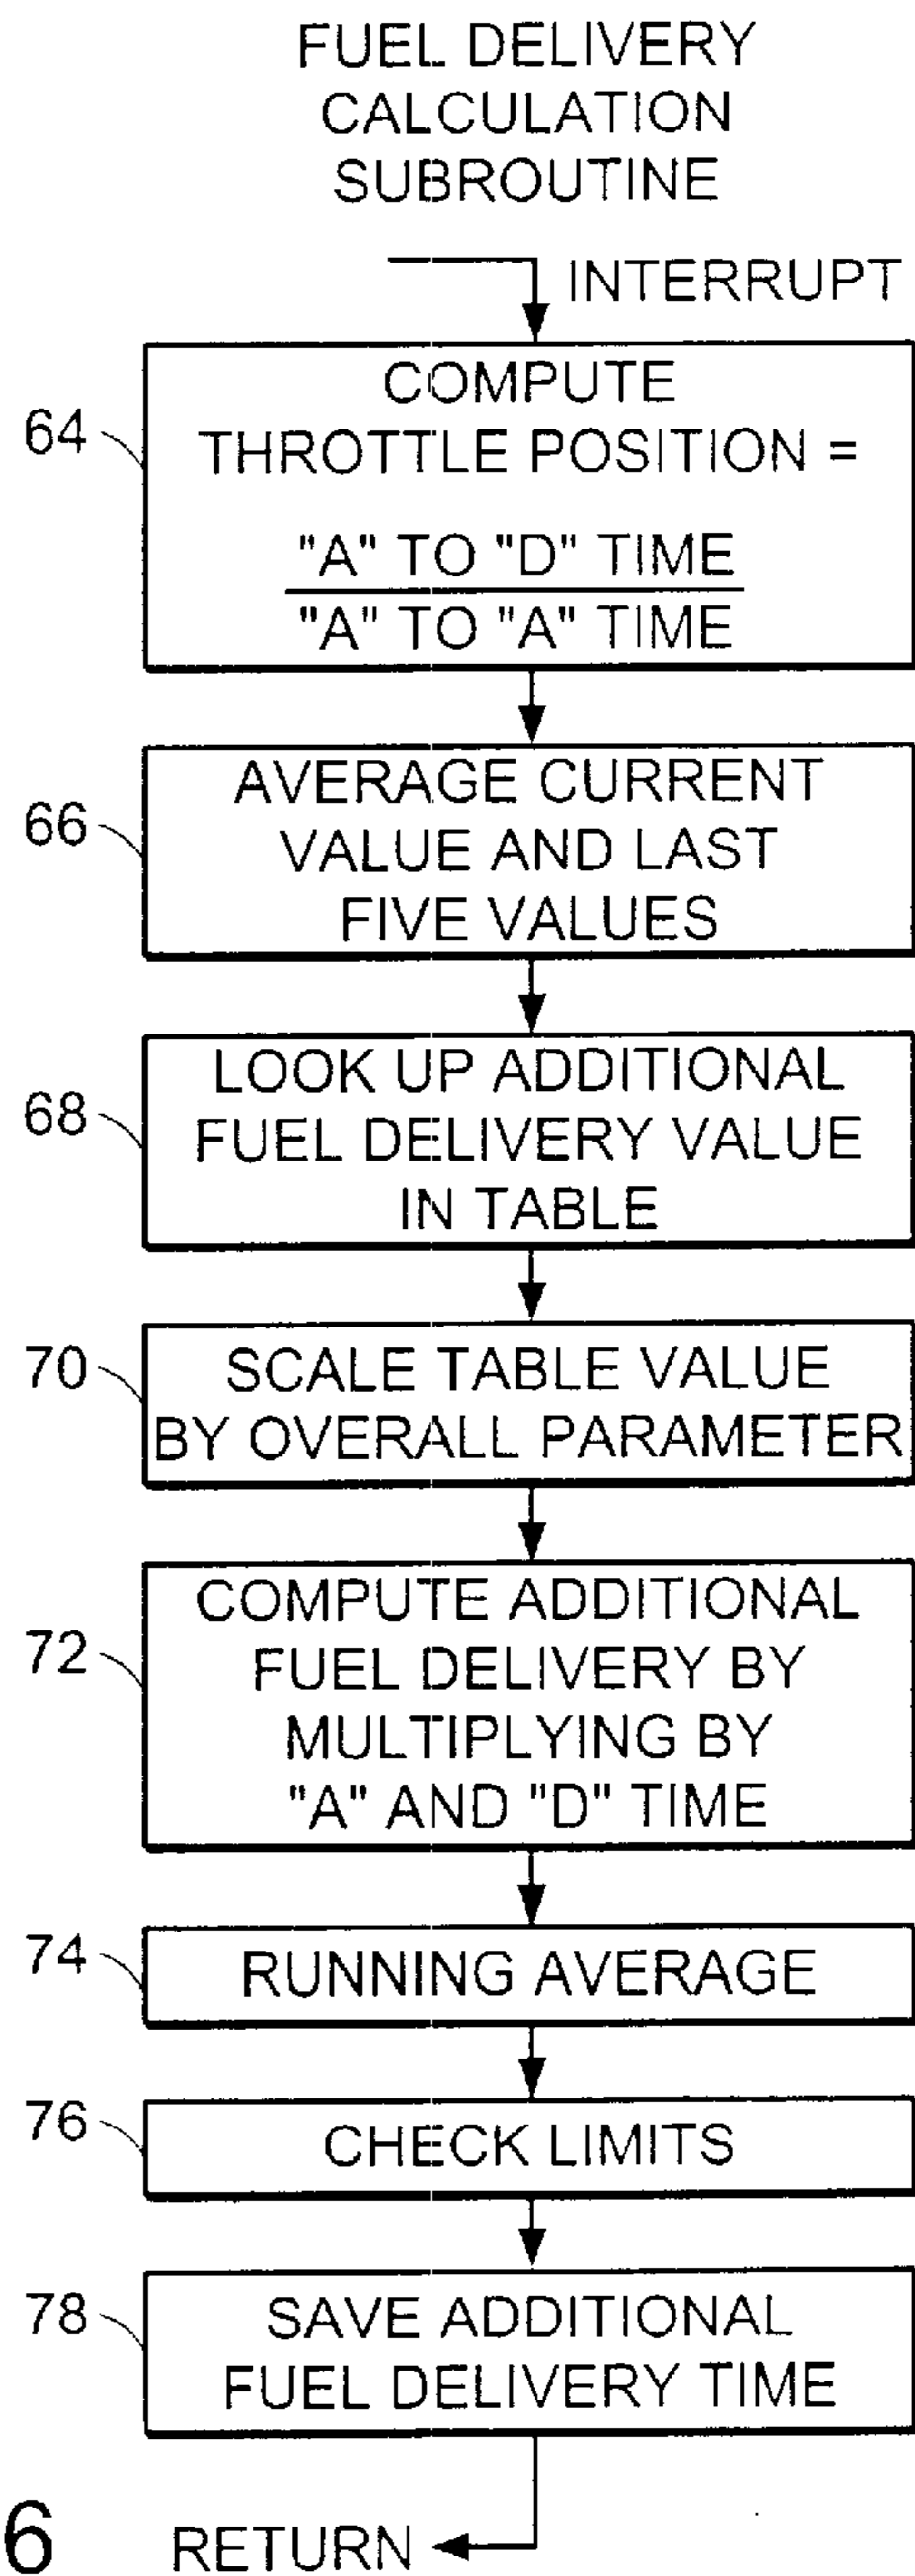 FUEL DELIVERY
CALCULATION
SUBROUTINE
INTERRUPT
64
COMPUTE
THROTTLE POSITION =
"A" TO "D" TIME
"A" TO "A" TIME
66
AVERAGE CURRENT
VALUE AND LAST
FIVE VALUES
68
LOOK UP ADDITIONAL
FUEL DELIVERY VALUE
IN TABLE
70
SCALE TABLE VALUE
BY OVERALL PARAMETER
72
COMPUTE ADDITIONAL
FUEL DELIVERY BY
MULTIPLYING BY
"A" AND "D" TIME
74
RUNNING AVERAGE
76
CHECK LIMITS
78
SAVE ADDITIONAL
FUEL DELIVERY TIME
6
RETURN